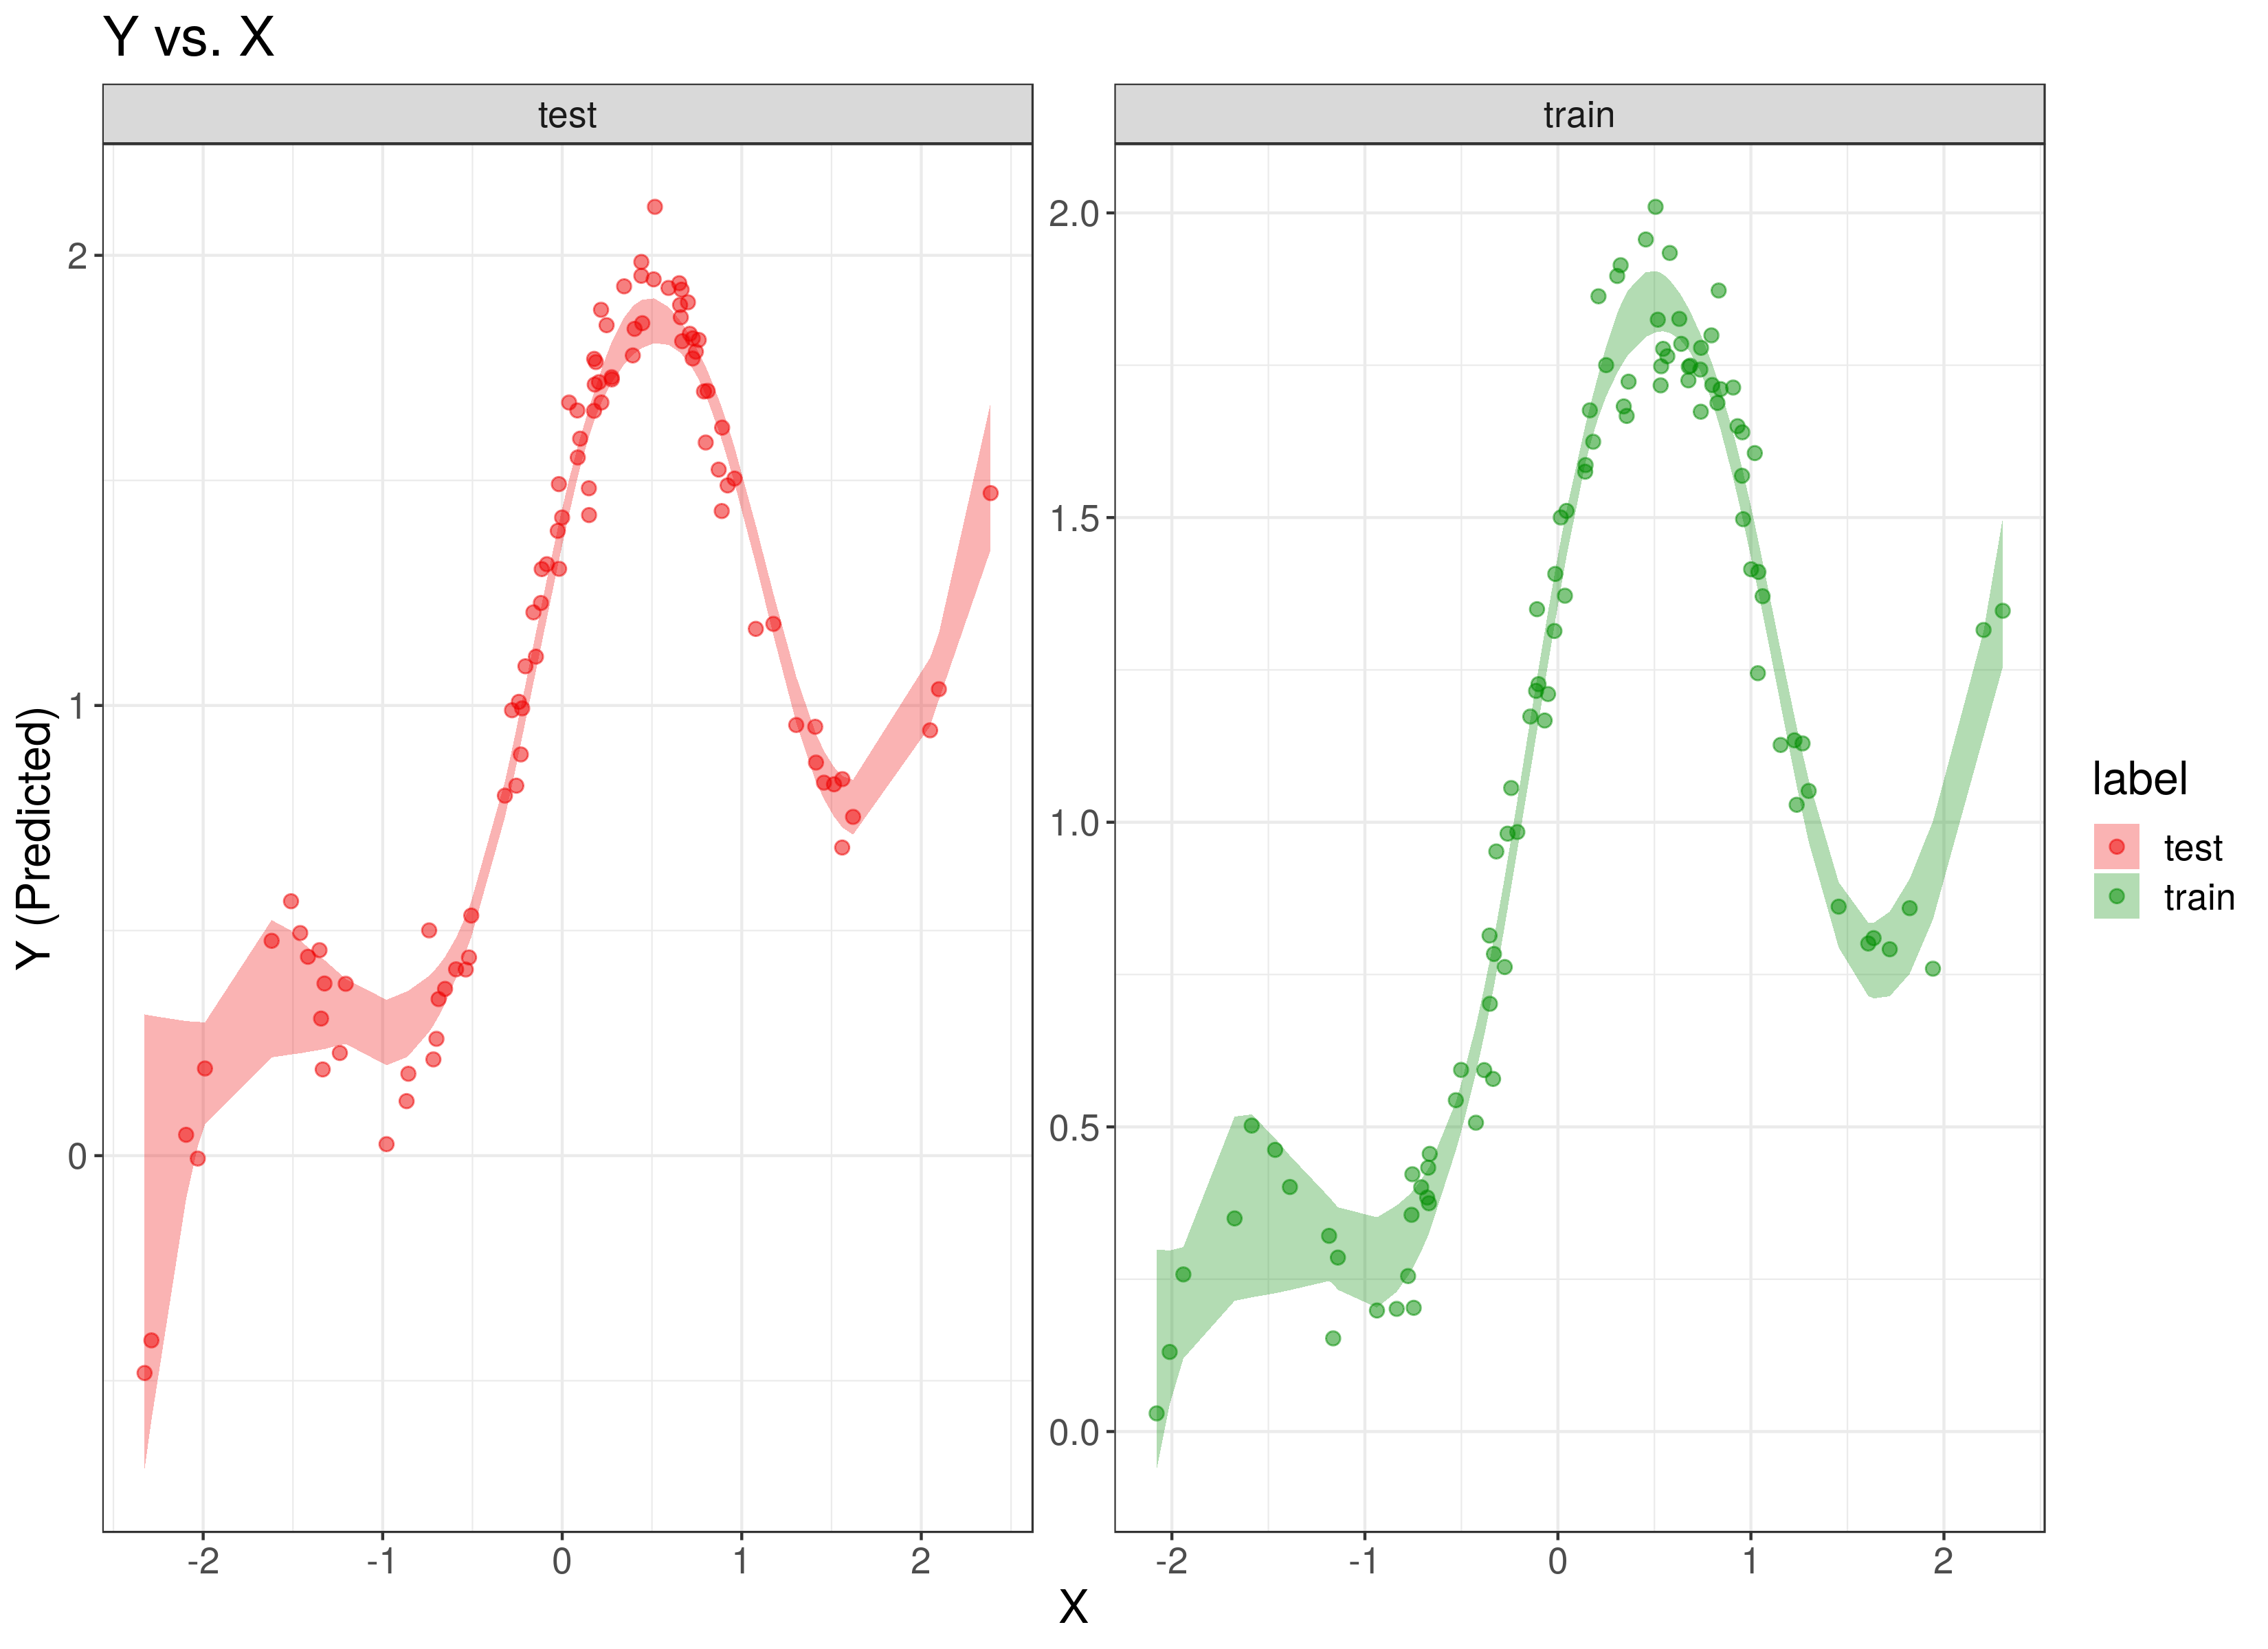 Y vs. X
test
train
Y (Predicted)
2
1
0
2.0
1.5
1.0
0.5
0.0
-2 -1 0 1 2
-2 -1 0 1 2
X
label
test
train